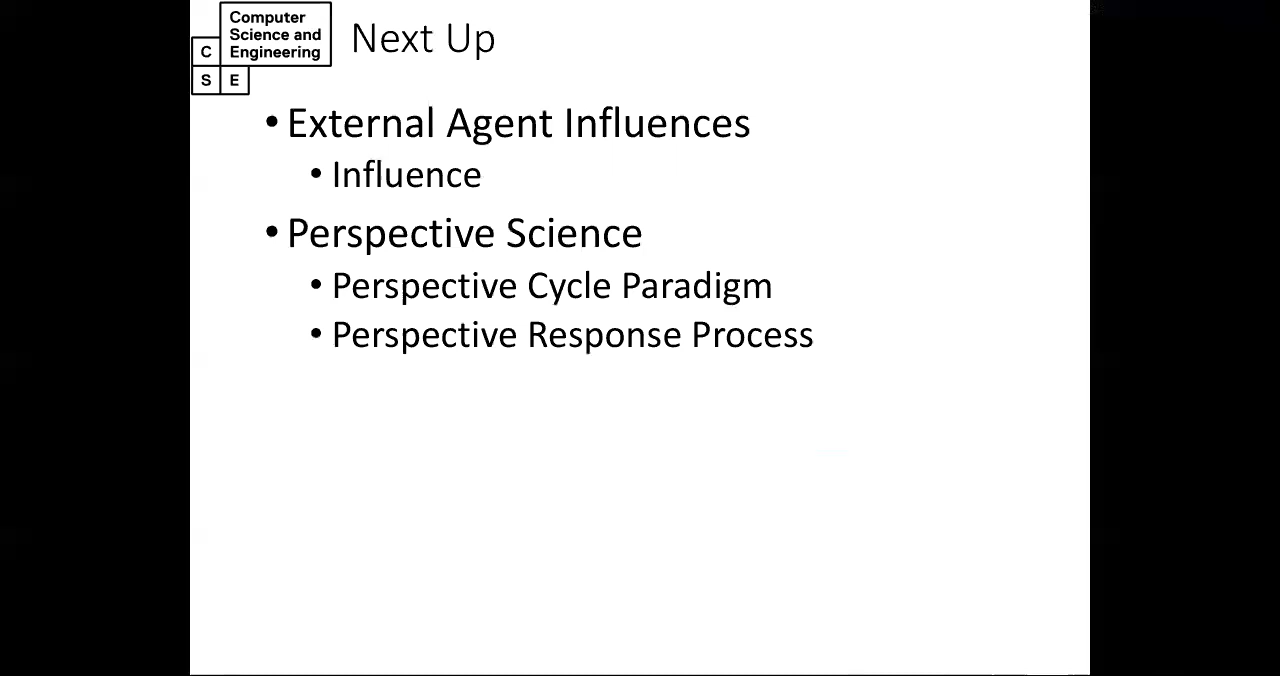 Computer
Science and
Engineering
C
S E
Next Up
• External Agent Influences
• Influence
• Perspective Science
• Perspective Cycle Paradigm
• Perspective Response Process